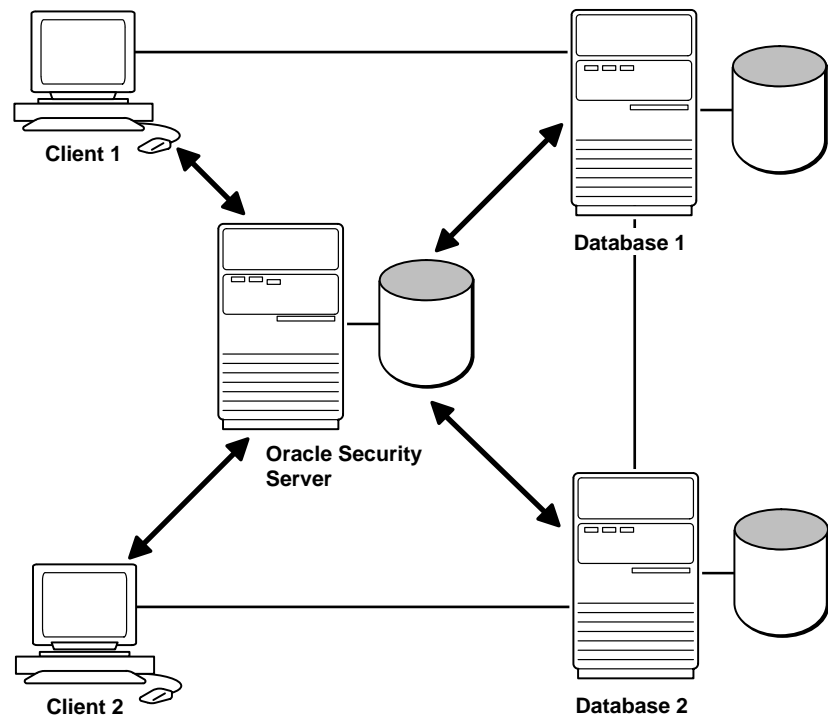 Client 1
Database 1
Oracle Security
Server
Client 2
Database 2